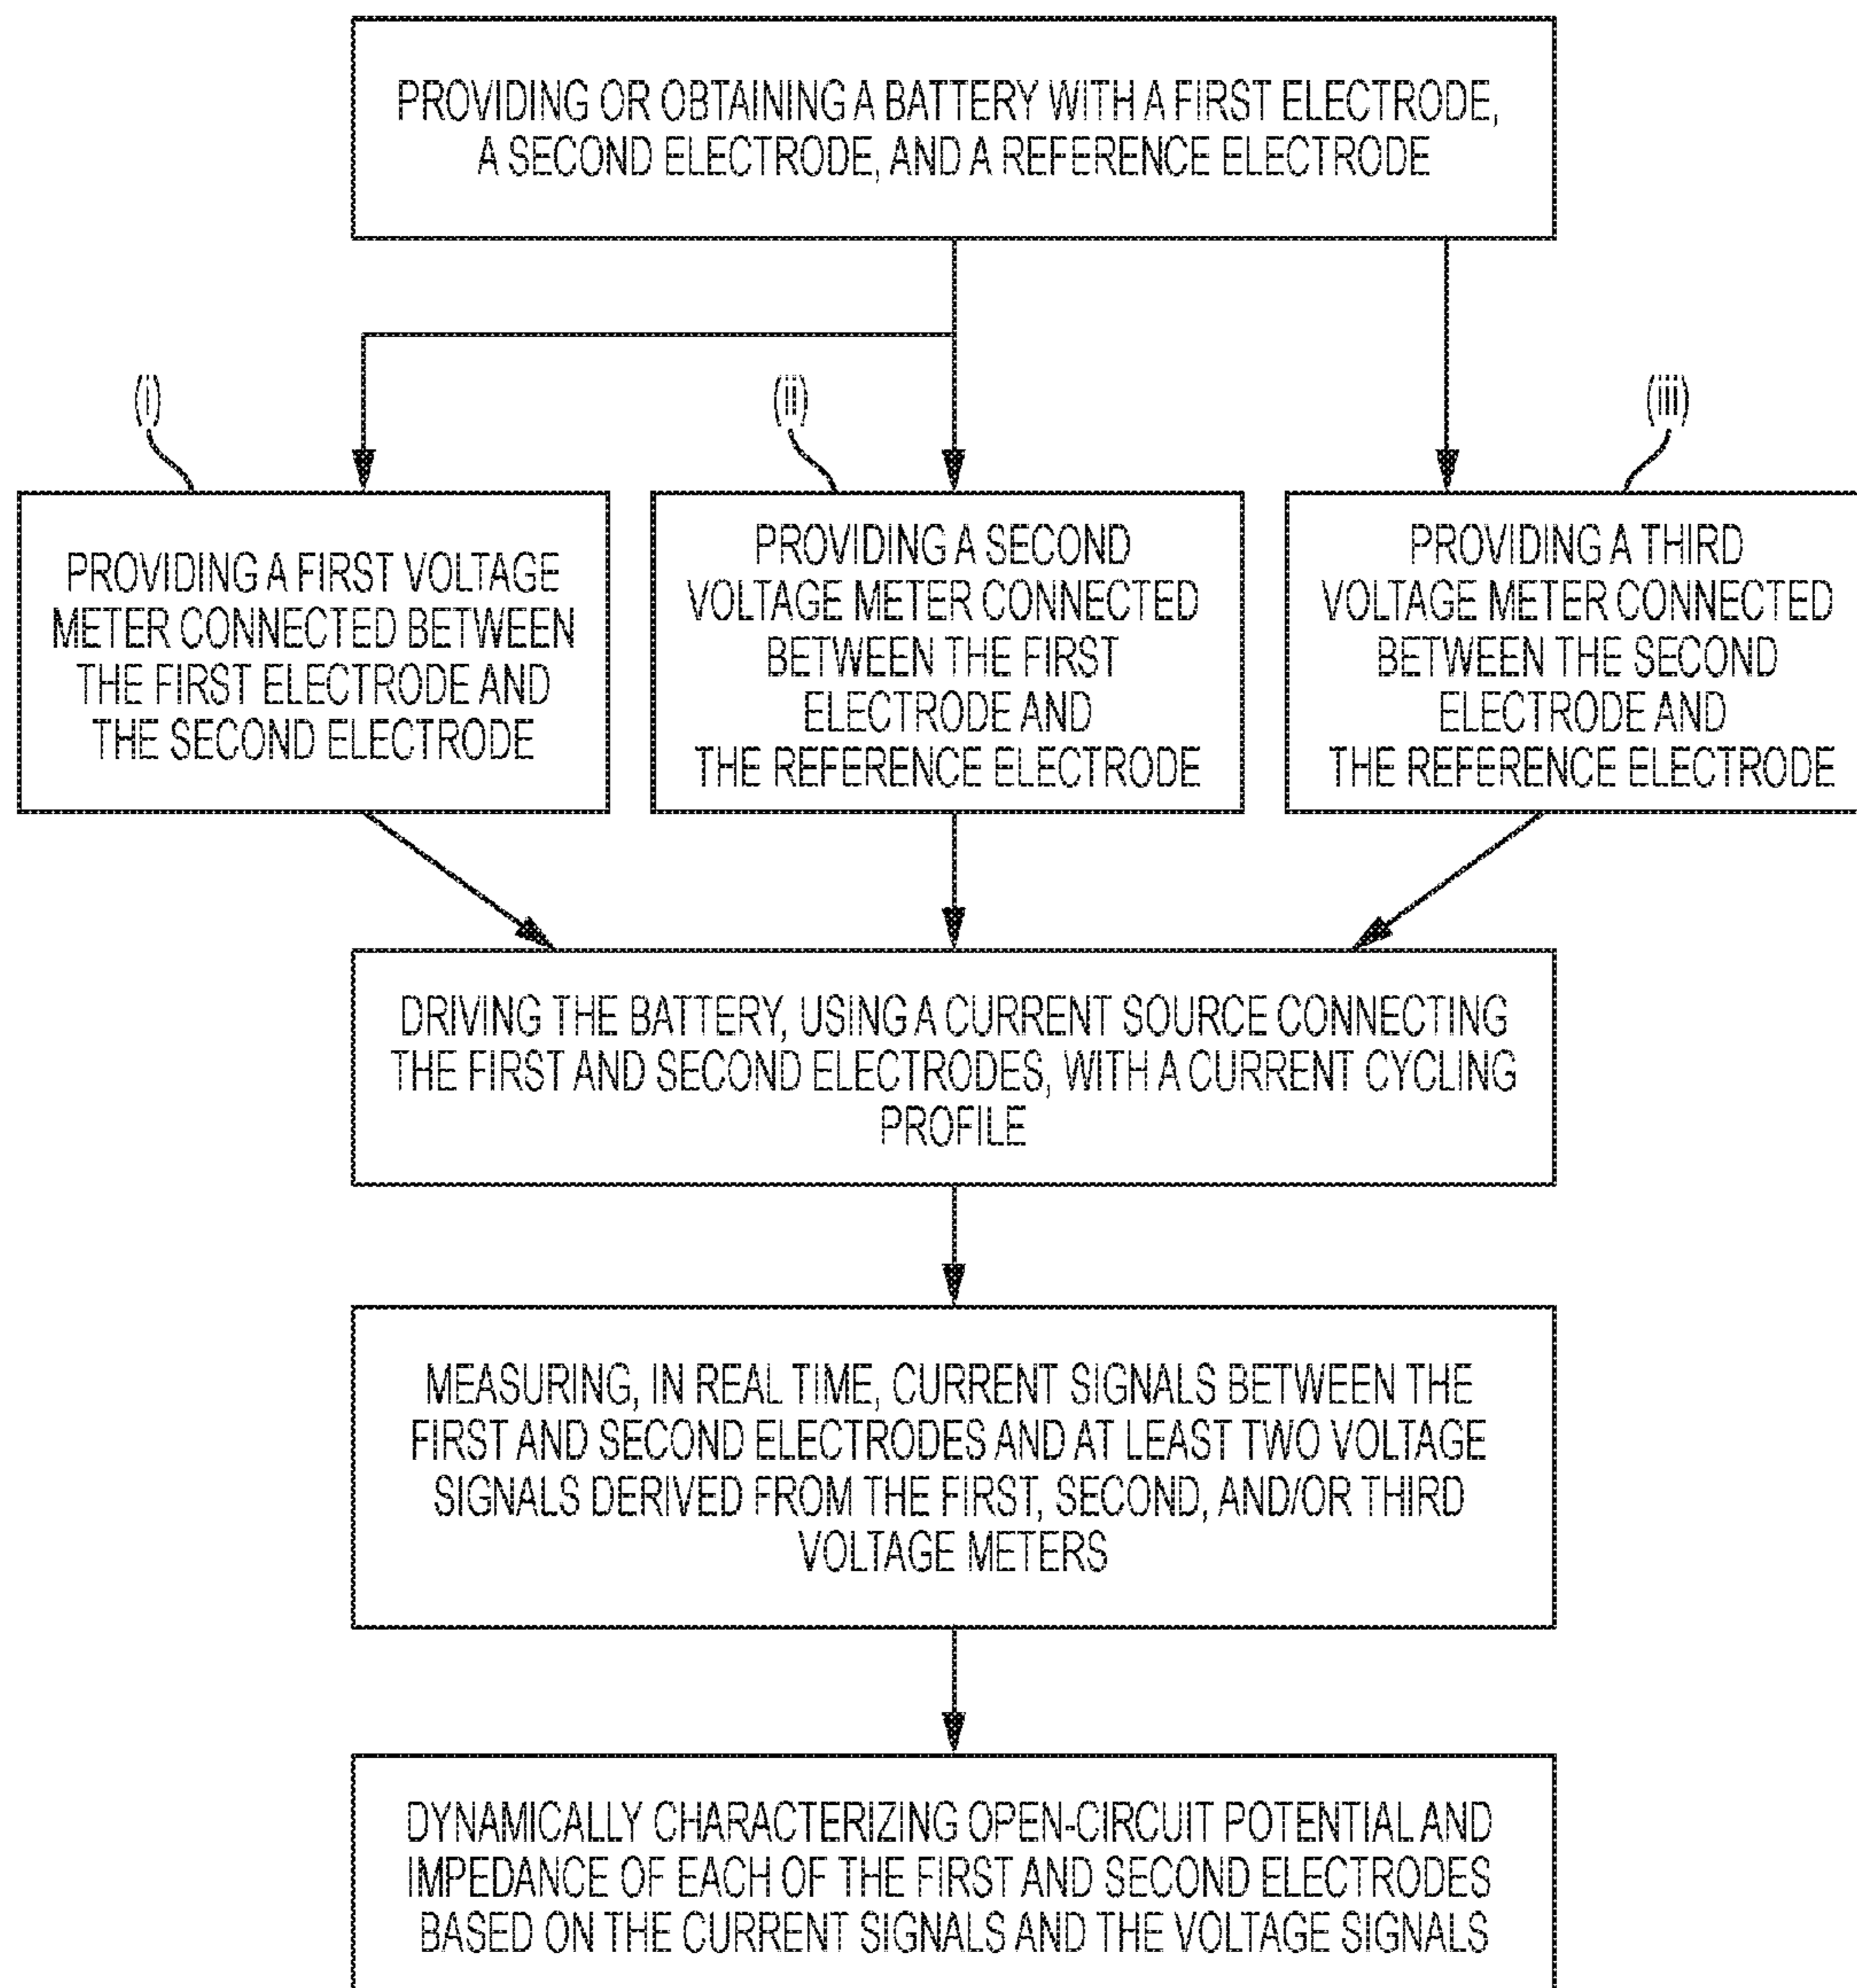 PROVIDING OR OBTAINING A BATTERY WITH A FIRST ELECTRODE,
A SECOND ELECTRODE, AND A REFERENCE ELECTRODE
(i)
(ii)
(iii)
PROVIDING A FIRST VOLTAGE
METER CONNECTED BETWEEN
THE FIRST ELECTRODE AND
THE SECOND ELECTRODE
PROVIDING A SECOND
VOLTAGE METER CONNECTED
BETWEEN THE FIRST
ELECTRODE AND
THE REFERENCE ELECTRODE
PROVIDING A THIRD
VOLTAGE METER CONNECTED
BETWEEN THE SECOND
ELECTRODE AND
THE REFERENCE ELECTRODE
DRIVING THE BATTERY, USING A CURRENT SOURCE CONNECTING
THE FIRST AND SECOND ELECTRODES, WITH A CURRENT CYCLING
PROFILE
MEASURING, IN REAL TIME, CURRENT SIGNALS BETWEEN THE
FIRST AND SECOND ELECTRODES AND AT LEAST TWO VOLTAGE
SIGNALS DERIVED FROM THE FIRST, SECOND, AND/OR THIRD
VOLTAGE METERS
DYNAMICALLY CHARACTERIZING OPEN-CIRCUIT POTENTIAL AND
IMPEDANCE OF EACH OF THE FIRST AND SECOND ELECTRODES
BASED ON THE CURRENT SIGNALS AND THE VOLTAGE SIGNALS